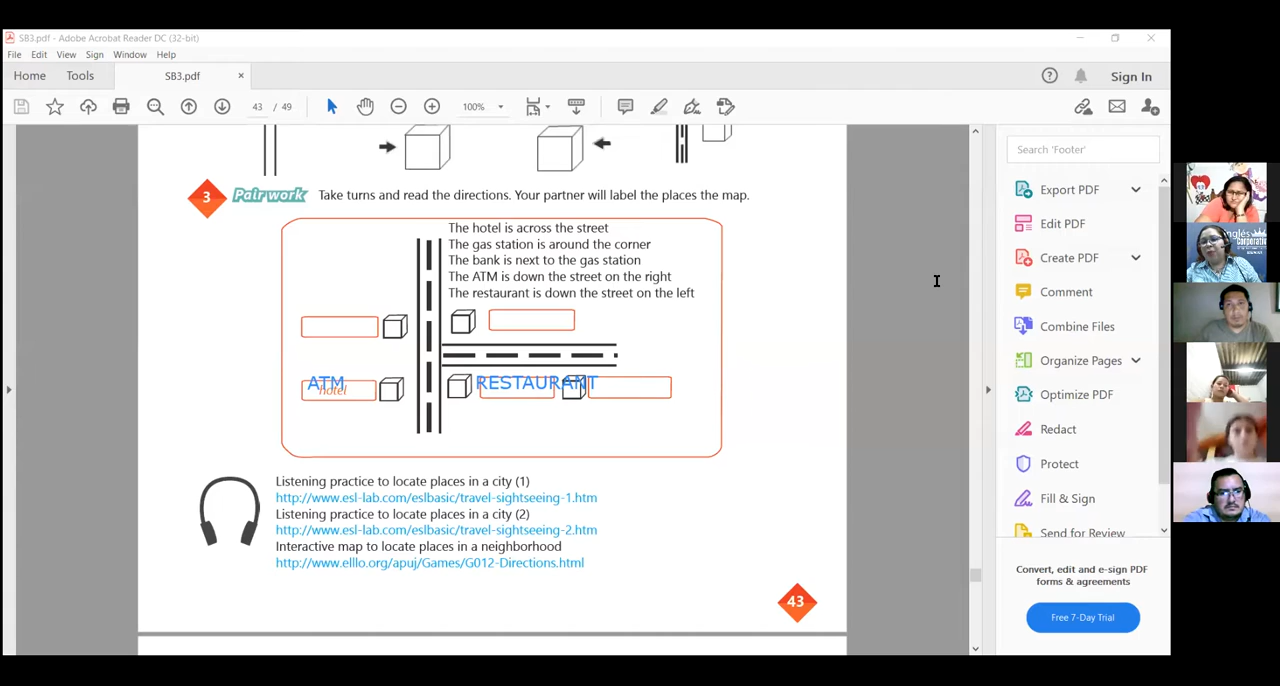 SB3.pdf - Adobe Acrobat Reader DC (32-bit)
File Edit View Sign Window Help
Home Tools SB3.pdf × Sign In
43 / 49 100%
Search 'Footer'
3 Pair work Take turns and read the directions. Your partner will label the places the map.
The hotel is across the street
The gas station is around the corner
The bank is next to the gas station
The ATM is down the street on the right
The restaurant is down the street on the left
ATM RESTAURANT
hotel
Listening practice to locate places in a city (1)
http://www.esl-lab.com/eslbasic/travel-sightseeing-1.htm
Listening practice to locate places in a city (2)
http://www.esl-lab.com/eslbasic/travel-sightseeing-2.htm
Interactive map to locate places in a neighborhood
http://www.elllo.org/apuj/Games/G012-Directions.html
43
Export PDF
Edit PDF
Create PDF
Comment
Combine Files
Organize Pages
Optimize PDF
Redact
Protect
Fill & Sign
Send for Review
Convert, edit and e-sign PDF
forms & agreements
Free 7-Day Trial